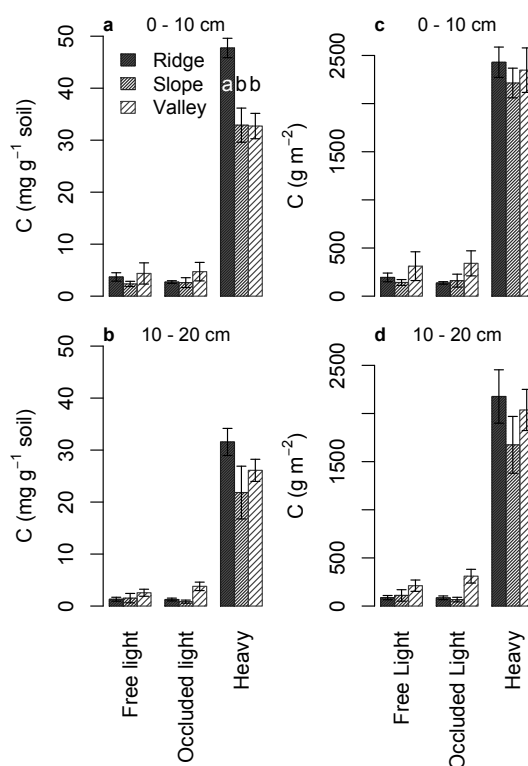 a 0 - 10 cm
50
40
30
20
10
0
C (mg g⁻¹ soil)
Ridge
Slope
Valley
a b b
c 0 - 10 cm
2500
1500
500
0
C (g m⁻²)
b 10 - 20 cm
50
40
30
20
10
0
C (mg g⁻¹ soil)
Free light
Occluded light
Heavy
d 10 - 20 cm
2500
1500
500
0
C (g m⁻²)
Free Light
Occluded Light
Heavy